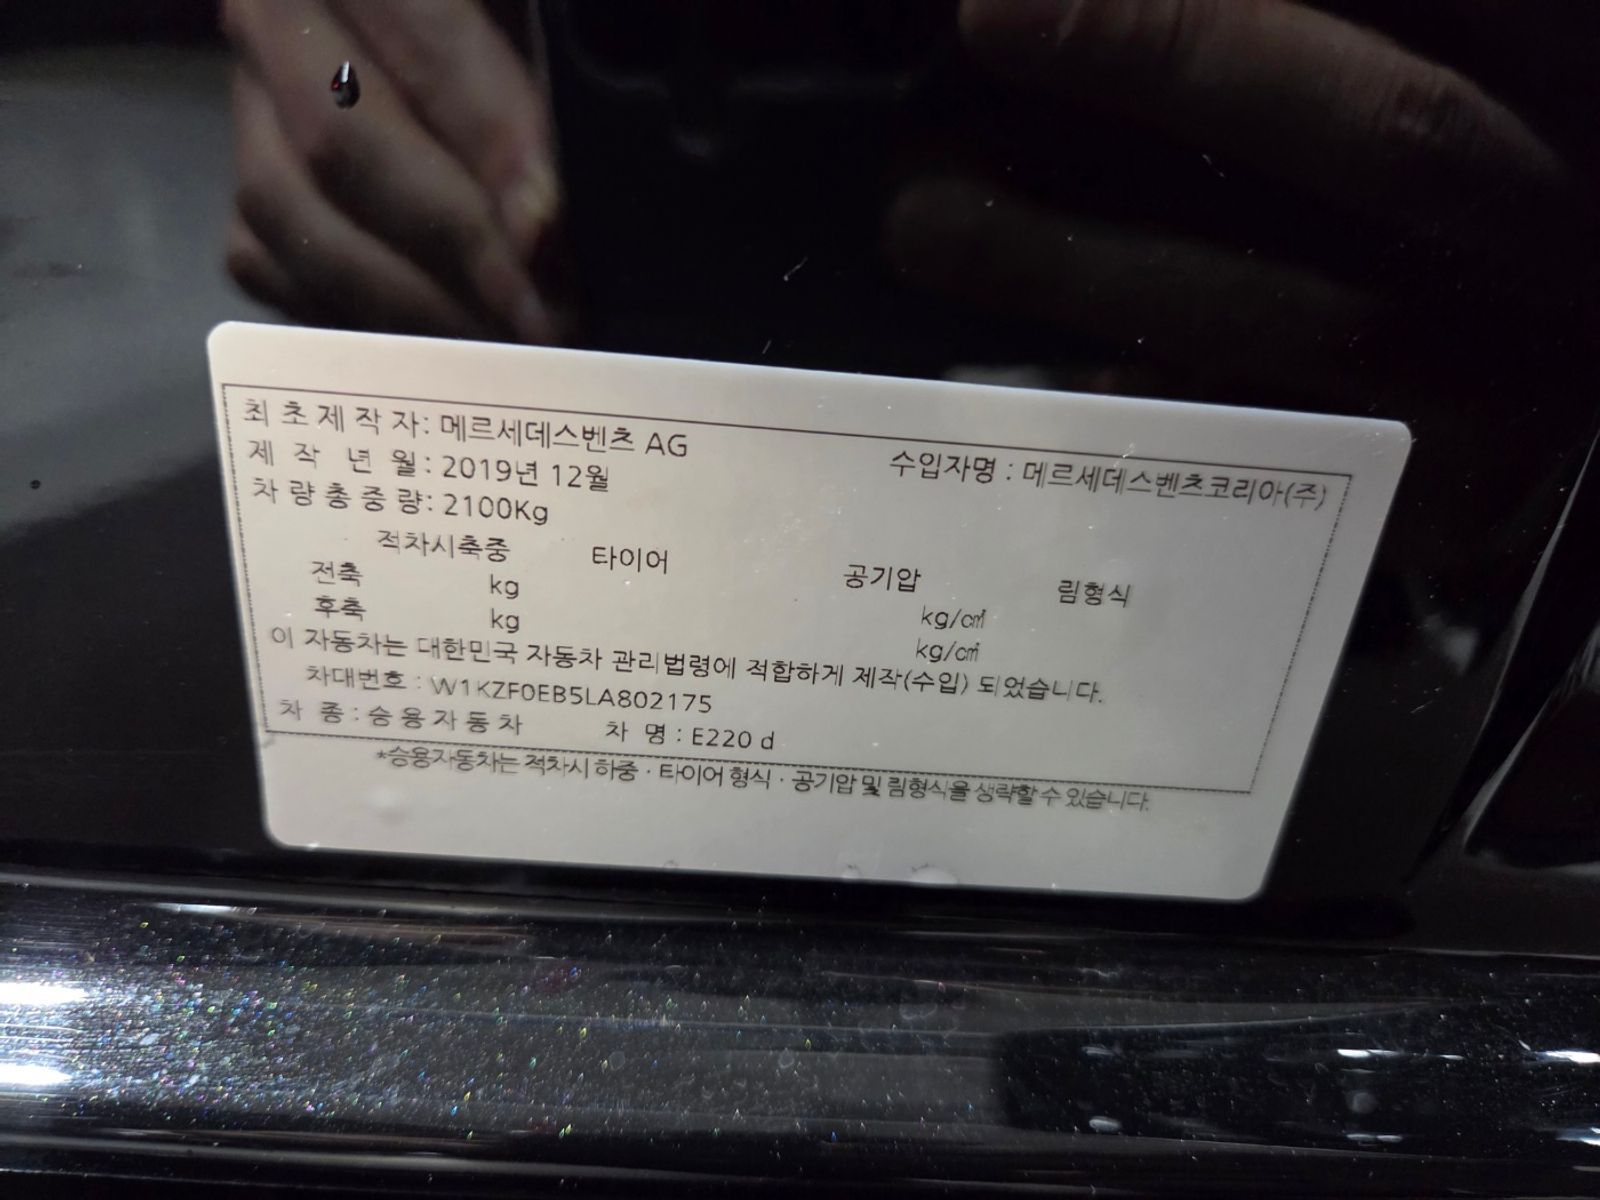 최초제작자: 메르세데스벤츠 AG
제작년월: 2019년 12월 수입자명 : 메르세데스벤츠코리아(주)
차량총중량: 2100Kg
적차시축중 타이어 공기압 림형식
전축 kg kg/㎠
후축 kg kg/㎠
이 자동차는 대한민국 자동차 관리법령에 적합하게 제작(수입) 되었습니다.
차대번호 : W1KZF0EB5LA802175
차 종 : 승용자동차 차 명 : E220 d
*승용자동차는 적차시 하중 · 타이어 형식 · 공기압 및 림형식을 생략할 수 있습니다.